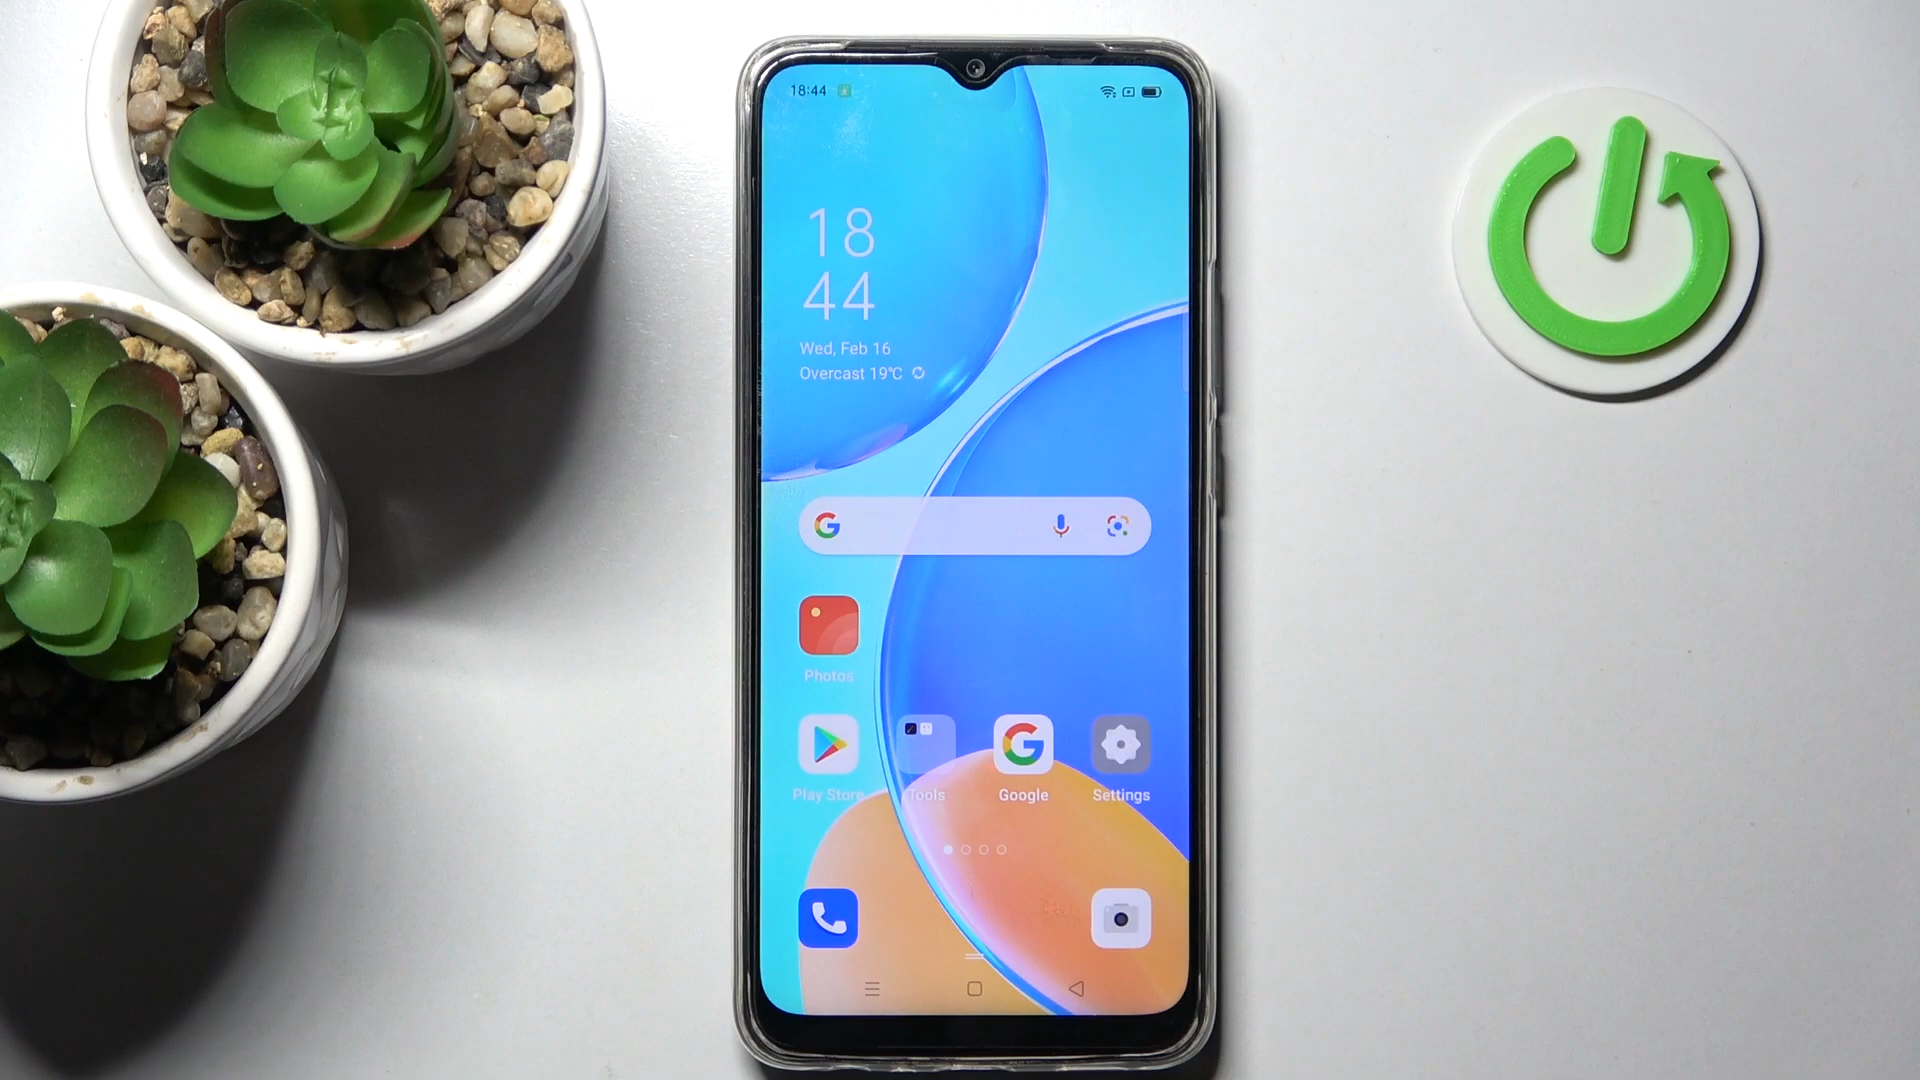 18:44
18
44
Wed, Feb 16
Overcast 19℃
Photos
Play Store
Tools
Google
Settings